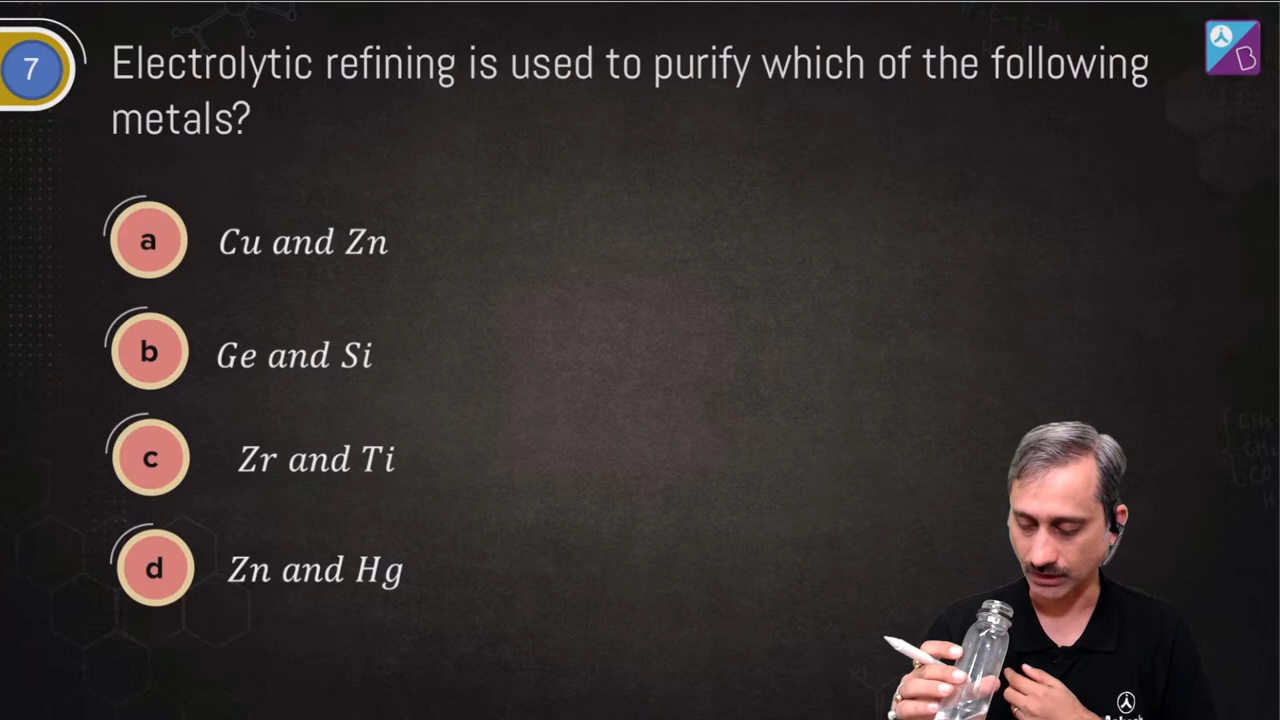 7
Electrolytic refining is used to purify which of the following
metals?
a
Cu and Zn
b
Ge and Si
c
Zr and Ti
d
Zn and Hg
B